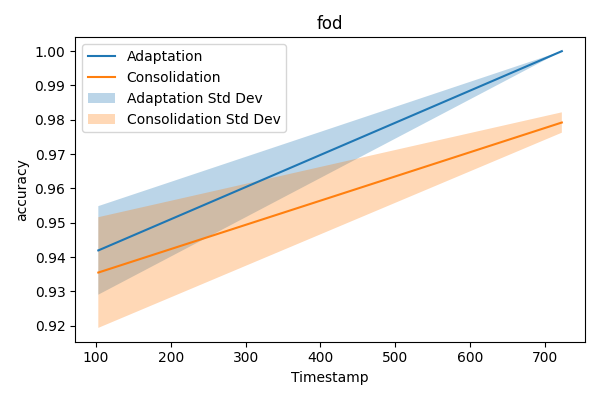 fod
Adaptation
Consolidation
Adaptation Std Dev
Consolidation Std Dev
accuracy
1.00
0.99
0.98
0.97
0.96
0.95
0.94
0.93
0.92
100 200 300 400 500 600 700
Timestamp